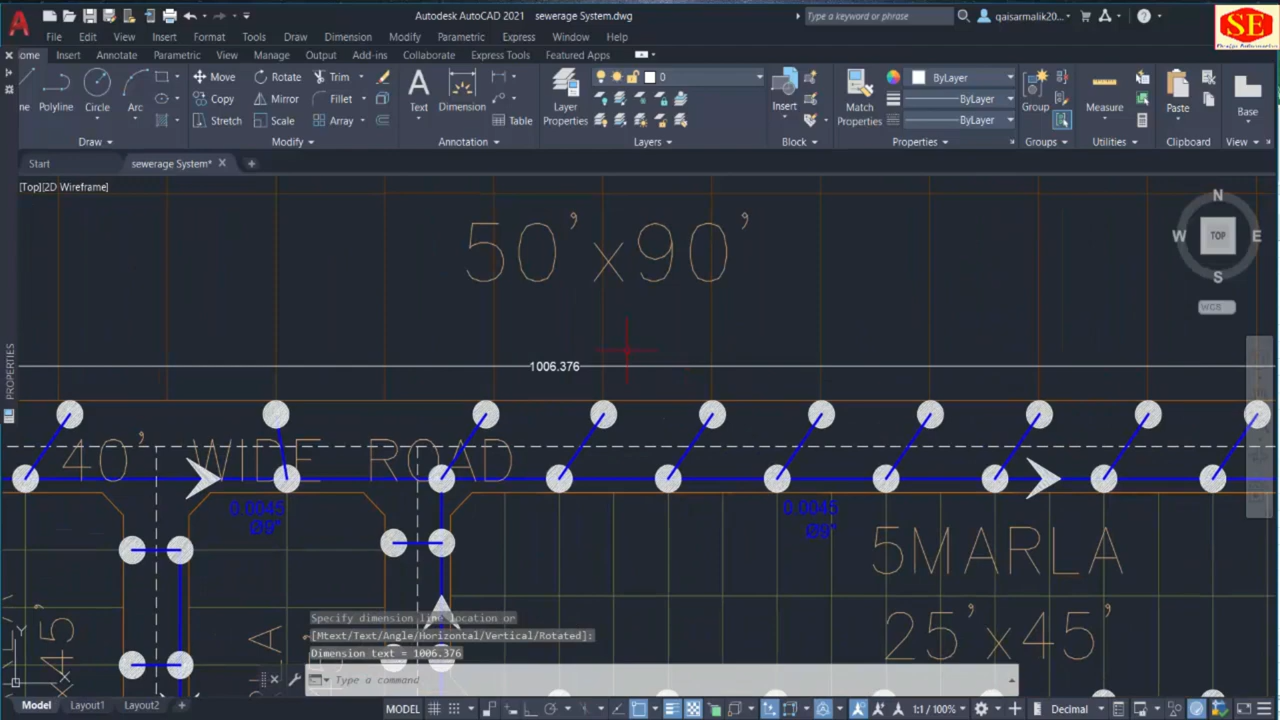 Autodesk AutoCAD 2021 sewerage System.dwg
Type a keyword or phrase
qaisarmalik20...
SE
File Edit View Insert Format Tools Draw Dimension Modify Parametric Express Window Help
ome Insert Annotate Parametric View Manage Output Add-ins Collaborate Express Tools Featured Apps
ne Polyline Circle Arc
Move Rotate Trim
Copy Mirror Fillet
Stretch Scale Array
Text Dimension Table
Layer Properties
0
Insert
Match Properties
ByLayer
ByLayer
ByLayer
Group
Measure
Paste
Base
Draw Modify Annotation Layers Block Properties Groups Utilities Clipboard View
Start sewerage System*
[Top][2D Wireframe]
N
W TOP E
S
WCS
PROPERTIES
50'x90'
1006.376
40' WIDE ROAD
0.0045
Ø9"
0.0045
Ø9"
5MARLA
25'x45'
x45'
A
Y
Specify dimension line location or
[Mtext/Text/Angle/Horizontal/Vertical/Rotated]:
Dimension text = 1006.376
Type a command
Model Layout1 Layout2
MODEL 1:1 / 100% Decimal